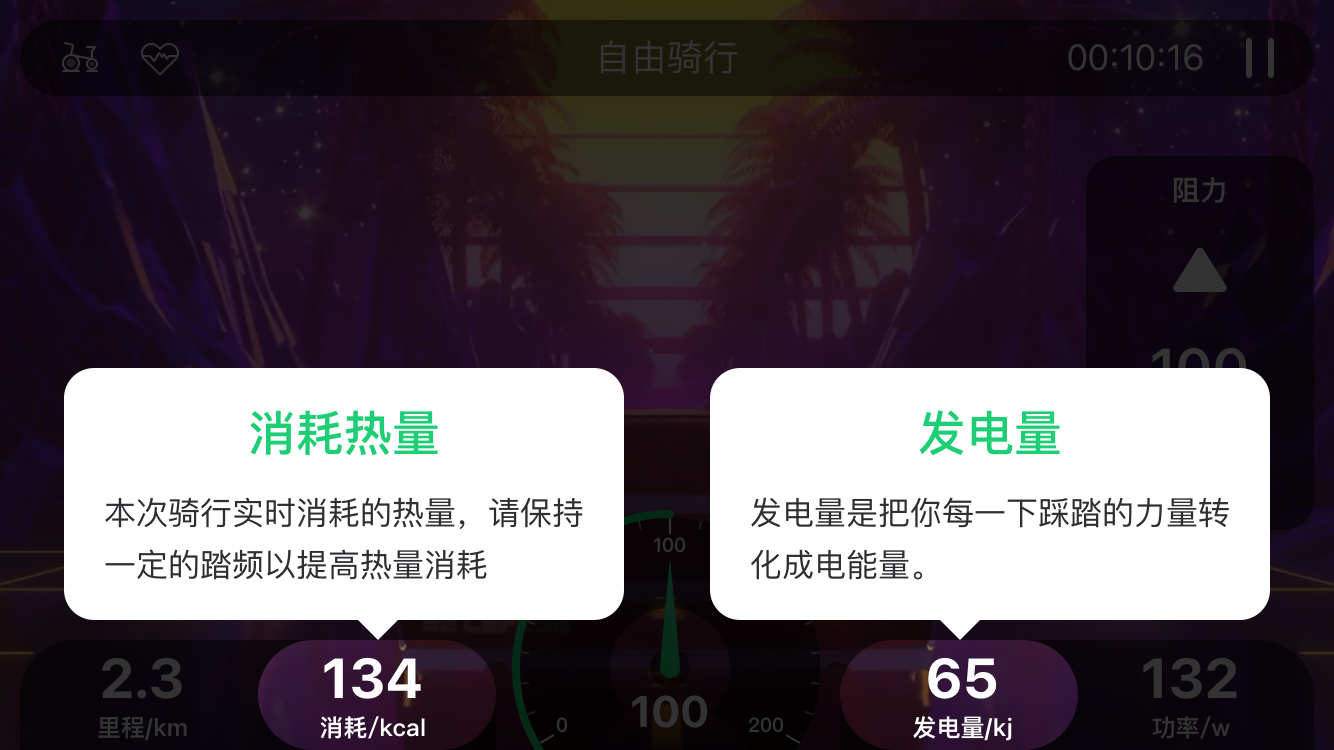 自由骑行
00:10:16
阻力
100
消耗热量
本次骑行实时消耗的热量，请保持
一定的踏频以提高热量消耗
发电量
发电量是把你每一下踩踏的力量转
化成电能量。
100
0
100
200
2.3
里程/km
134
消耗/kcal
65
发电量/kj
132
功率/w